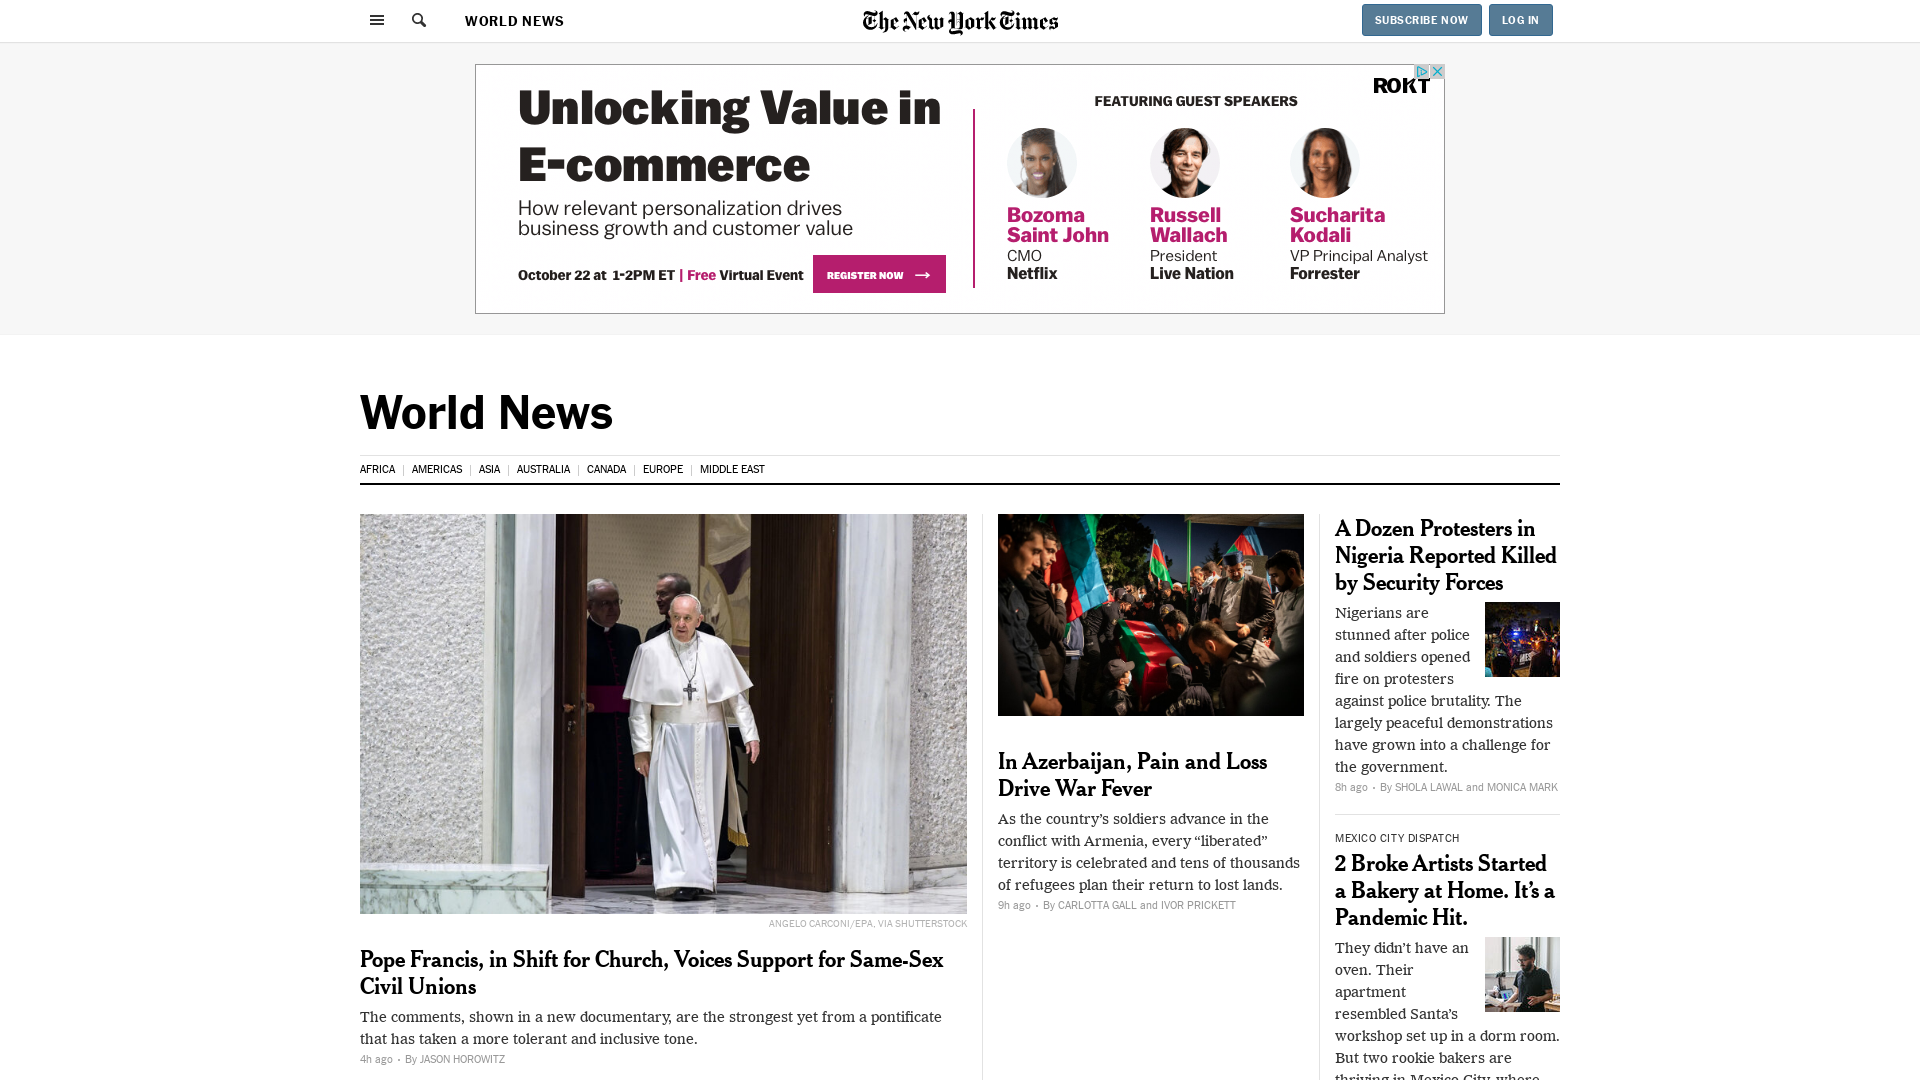 WORLD NEWS
The New York Times
SUBSCRIBE NOW
LOG IN
Unlocking Value in
E-commerce
How relevant personalization drives
business growth and customer value
October 22 at 1-2PM ET | Free Virtual Event
REGISTER NOW →
ROKT
FEATURING GUEST SPEAKERS
Bozoma
Saint John
CMO
Netflix
Russell
Wallach
President
Live Nation
Sucharita
Kodali
VP Principal Analyst
Forrester
World News
AFRICA
AMERICAS
ASIA
AUSTRALIA
CANADA
EUROPE
MIDDLE EAST
ANGELO CARCONI/EPA, VIA SHUTTERSTOCK
Pope Francis, in Shift for Church, Voices Support for Same-Sex
Civil Unions
The comments, shown in a new documentary, are the strongest yet from a pontificate
that has taken a more tolerant and inclusive tone.
4h ago • By JASON HOROWITZ
In Azerbaijan, Pain and Loss
Drive War Fever
As the country’s soldiers advance in the
conflict with Armenia, every “liberated”
territory is celebrated and tens of thousands
of refugees plan their return to lost lands.
9h ago • By CARLOTTA GALL and IVOR PRICKETT
A Dozen Protesters in
Nigeria Reported Killed
by Security Forces
Nigerians are
stunned after police
and soldiers opened
fire on protesters
against police brutality. The
largely peaceful demonstrations
have grown into a challenge for
the government.
8h ago • By SHOLA LAWAL and MONICA MARK
MEXICO CITY DISPATCH
2 Broke Artists Started
a Bakery at Home. It’s a
Pandemic Hit.
They didn’t have an
oven. Their
apartment
resembled Santa’s
workshop set up in a dorm room.
But two rookie bakers are
thriving in Mexico City, where